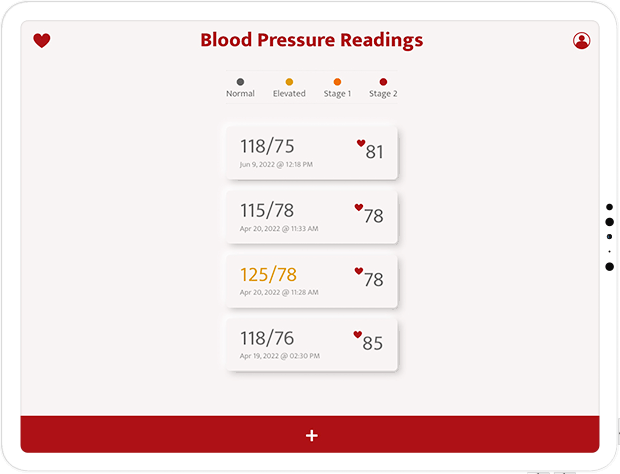 Blood Pressure Readings
Normal Elevated Stage 1 Stage 2
118/75
81
Jun 9, 2022 @ 12:18 PM
115/78
78
Apr 20, 2022 @ 11:33 AM
125/78
78
Apr 20, 2022 @ 11:28 AM
118/76
85
Apr 19, 2022 @ 02:30 PM
+